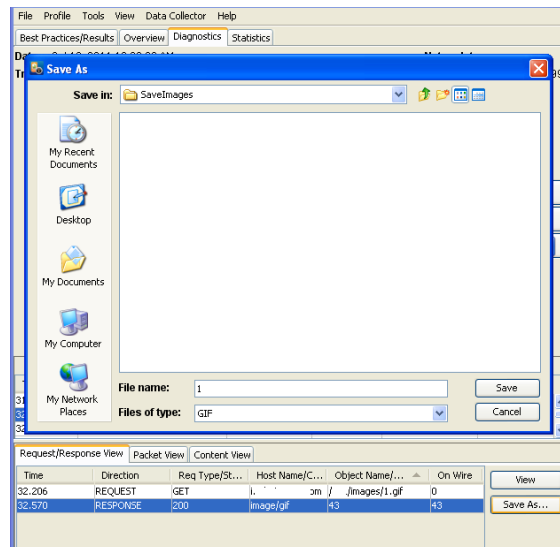 File Profile Tools View Data Collector Help
Best Practices/Results Overview Diagnostics Statistics
Save As
Save in: SaveImages
My Recent
Documents
Desktop
My Documents
My Computer
My Network
Places
File name: 1 Save
Files of type: GIF Cancel
Request/Response View Packet View Content View
Time Direction Req Type/St... Host Name/C... Object Name/... On Wire View
32.206 REQUEST GET i. om / ./images/1.gif 0
32.570 RESPONSE 200 image/gif 43 43 Save As...